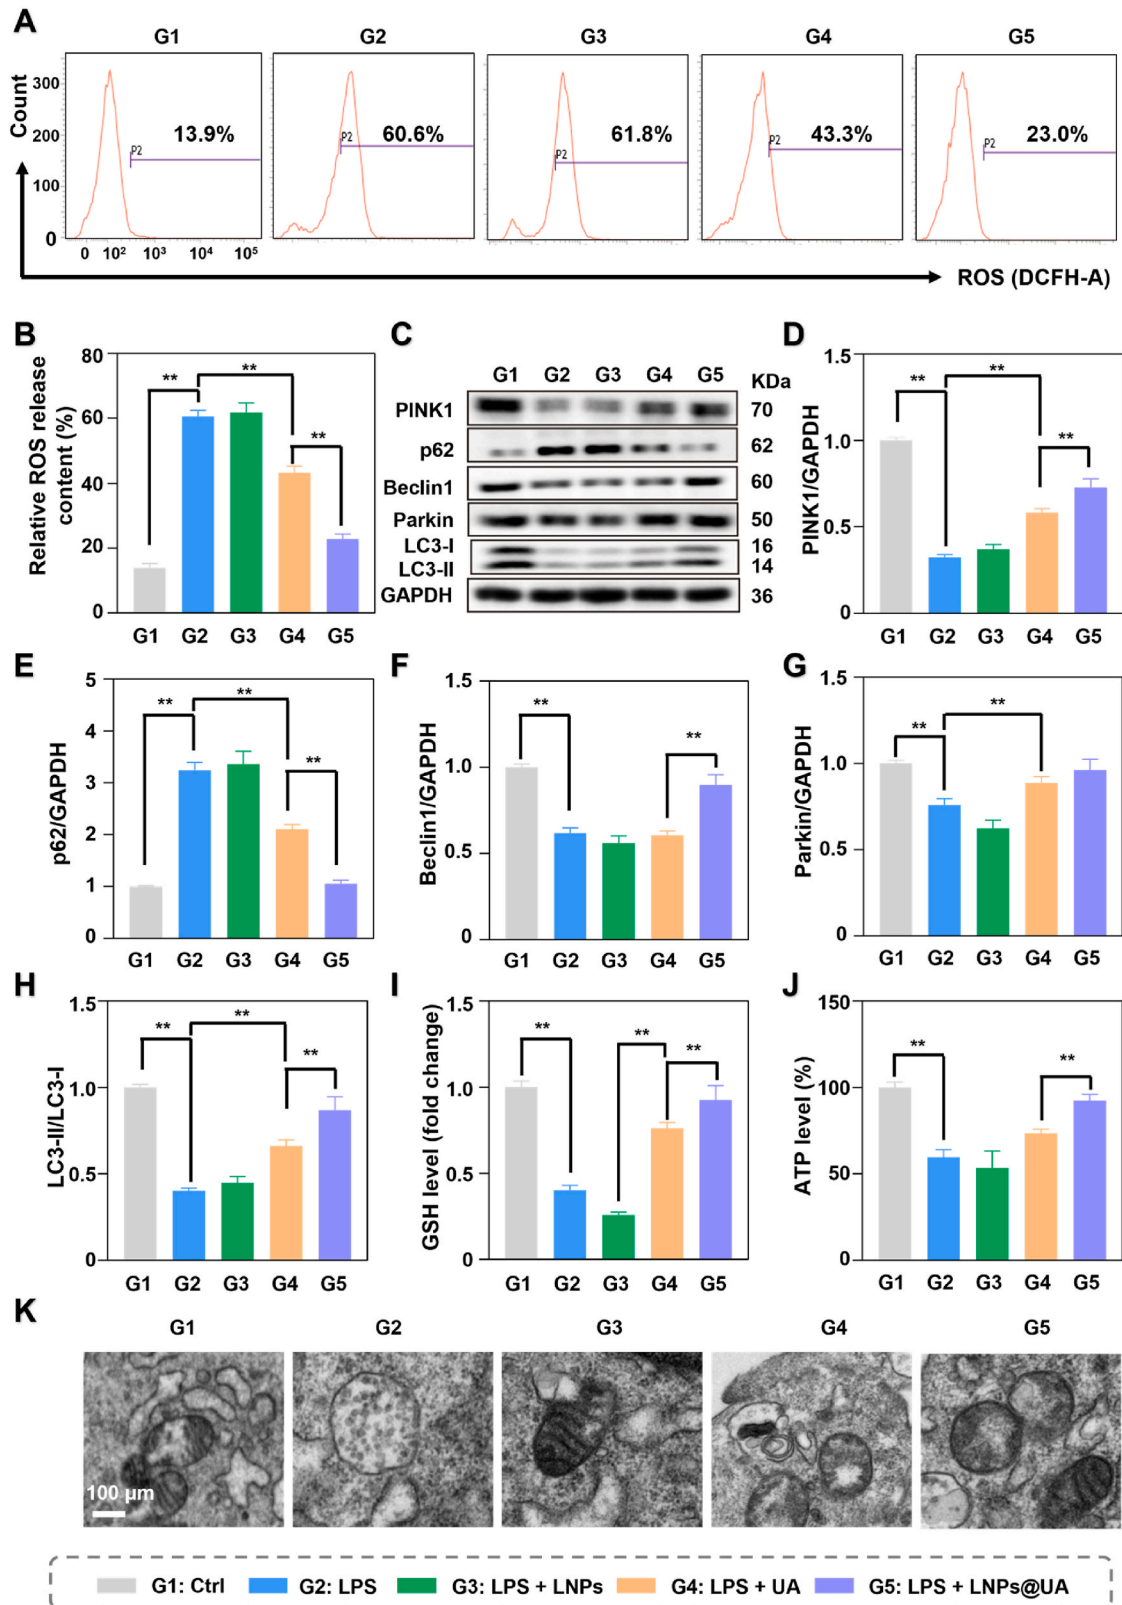 A
G1 G2 G3 G4 G5
Count
300
200
100
0
P2 13.9%
P2 60.6%
P2 61.8%
P2 43.3%
P2 23.0%
0 10² 10³ 10⁴ 10⁵
ROS (DCFH-A)
B
Relative ROS release
content (%)
80
60
40
20
0
** ** **
G1 G2 G3 G4 G5
C
G1 G2 G3 G4 G5 KDa
PINK1 70
p62 62
Beclin1 60
Parkin 50
LC3-I 16
LC3-II 14
GAPDH 36
D
PINK1/GAPDH
1.5
1.0
0.5
0
** ** **
G1 G2 G3 G4 G5
E
p62/GAPDH
5
4
3
2
1
0
** ** **
G1 G2 G3 G4 G5
F
Beclin1/GAPDH
1.5
1.0
0.5
0
** **
G1 G2 G3 G4 G5
G
Parkin/GAPDH
1.5
1.0
0.5
0
** **
G1 G2 G3 G4 G5
H
LC3-II/LC3-I
1.5
1.0
0.5
0
** ** **
G1 G2 G3 G4 G5
I
GSH level (fold change)
1.5
1.0
0.5
0
** ** **
G1 G2 G3 G4 G5
J
ATP level (%)
150
100
50
0
** **
G1 G2 G3 G4 G5
K
G1 G2 G3 G4 G5
100 µm
G1: Ctrl G2: LPS G3: LPS + LNPs G4: LPS + UA G5: LPS + LNPs@UA